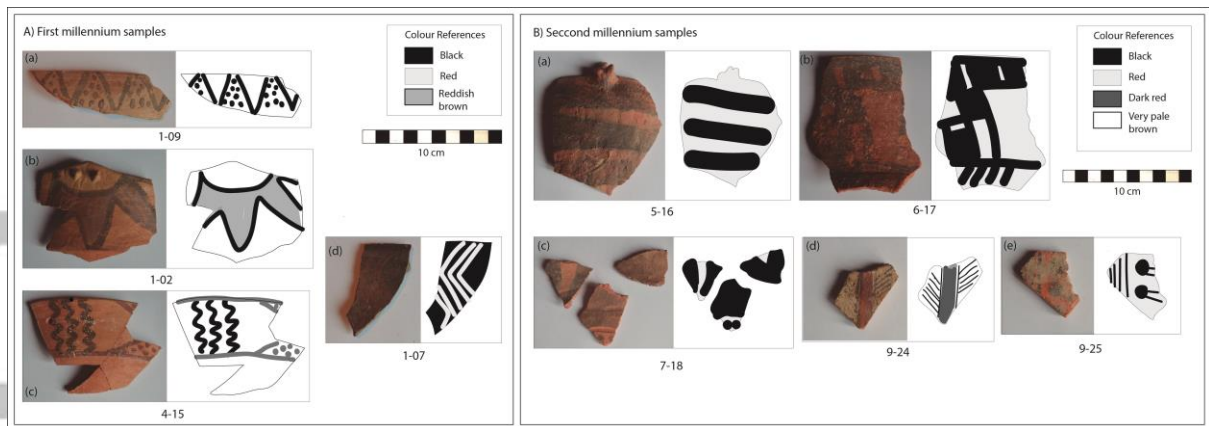 A) First millennium samples
Colour References
Black
Red
Reddish
brown
10 cm
(a)
1-09
(b)
1-02
(c)
4-15
(d)
1-07
B) Seccond millennium samples
Colour References
Black
Red
Dark red
Very pale
brown
10 cm
(a)
5-16
(b)
6-17
(c)
7-18
(d)
9-24
(e)
9-25